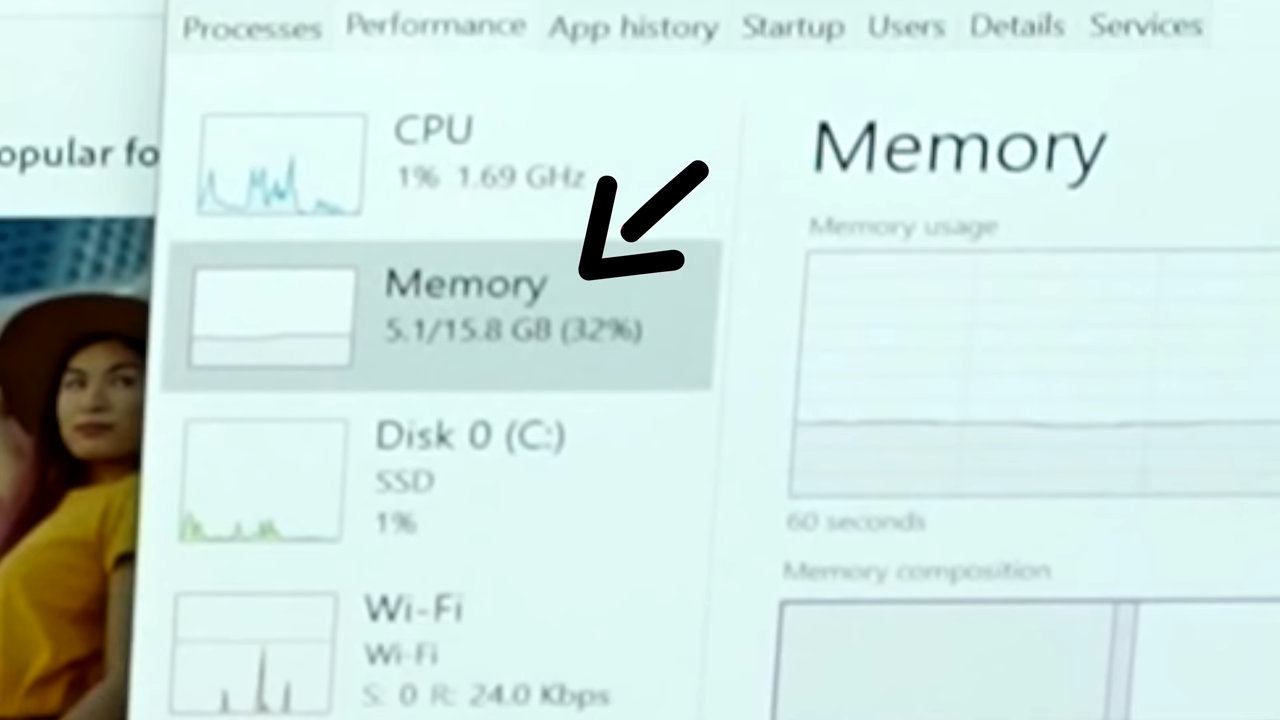 Processes Performance App history Startup Users Details Services
opular fo
CPU
1% 1.69 GHz
Memory
5.1/15.8 GB (32%)
Disk 0 (C:)
SSD
1%
Wi-Fi
Wi-Fi
S: 0 R: 24.0 Kbps
Memory
Memory usage
60 seconds
Memory composition